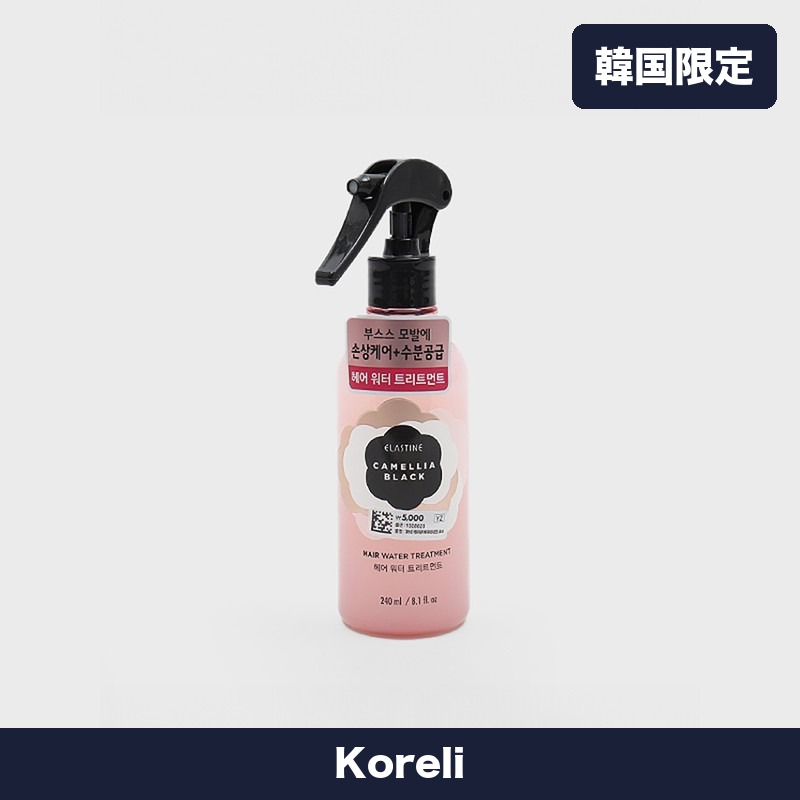 韓国限定
부스스 모발에
손상케어+수분공급
헤어 워터 트리트먼트
ELASTINE
CAMELLIA
BLACK
₩5,000
YZ
HAIR WATER TREATMENT
헤어 워터 트리트먼트
240 ml / 8.1 fl. oz
Koreli